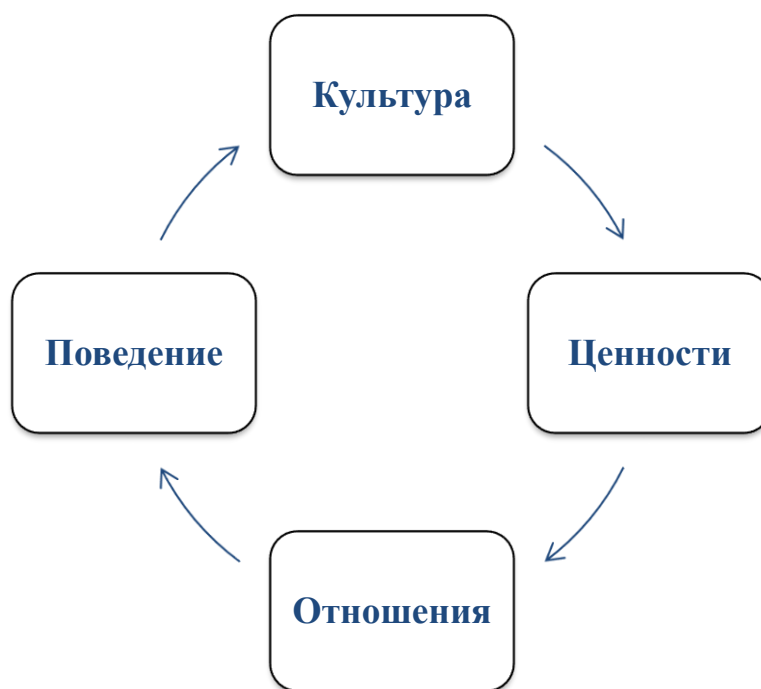 Культура
Поведение
Ценности
Отношения